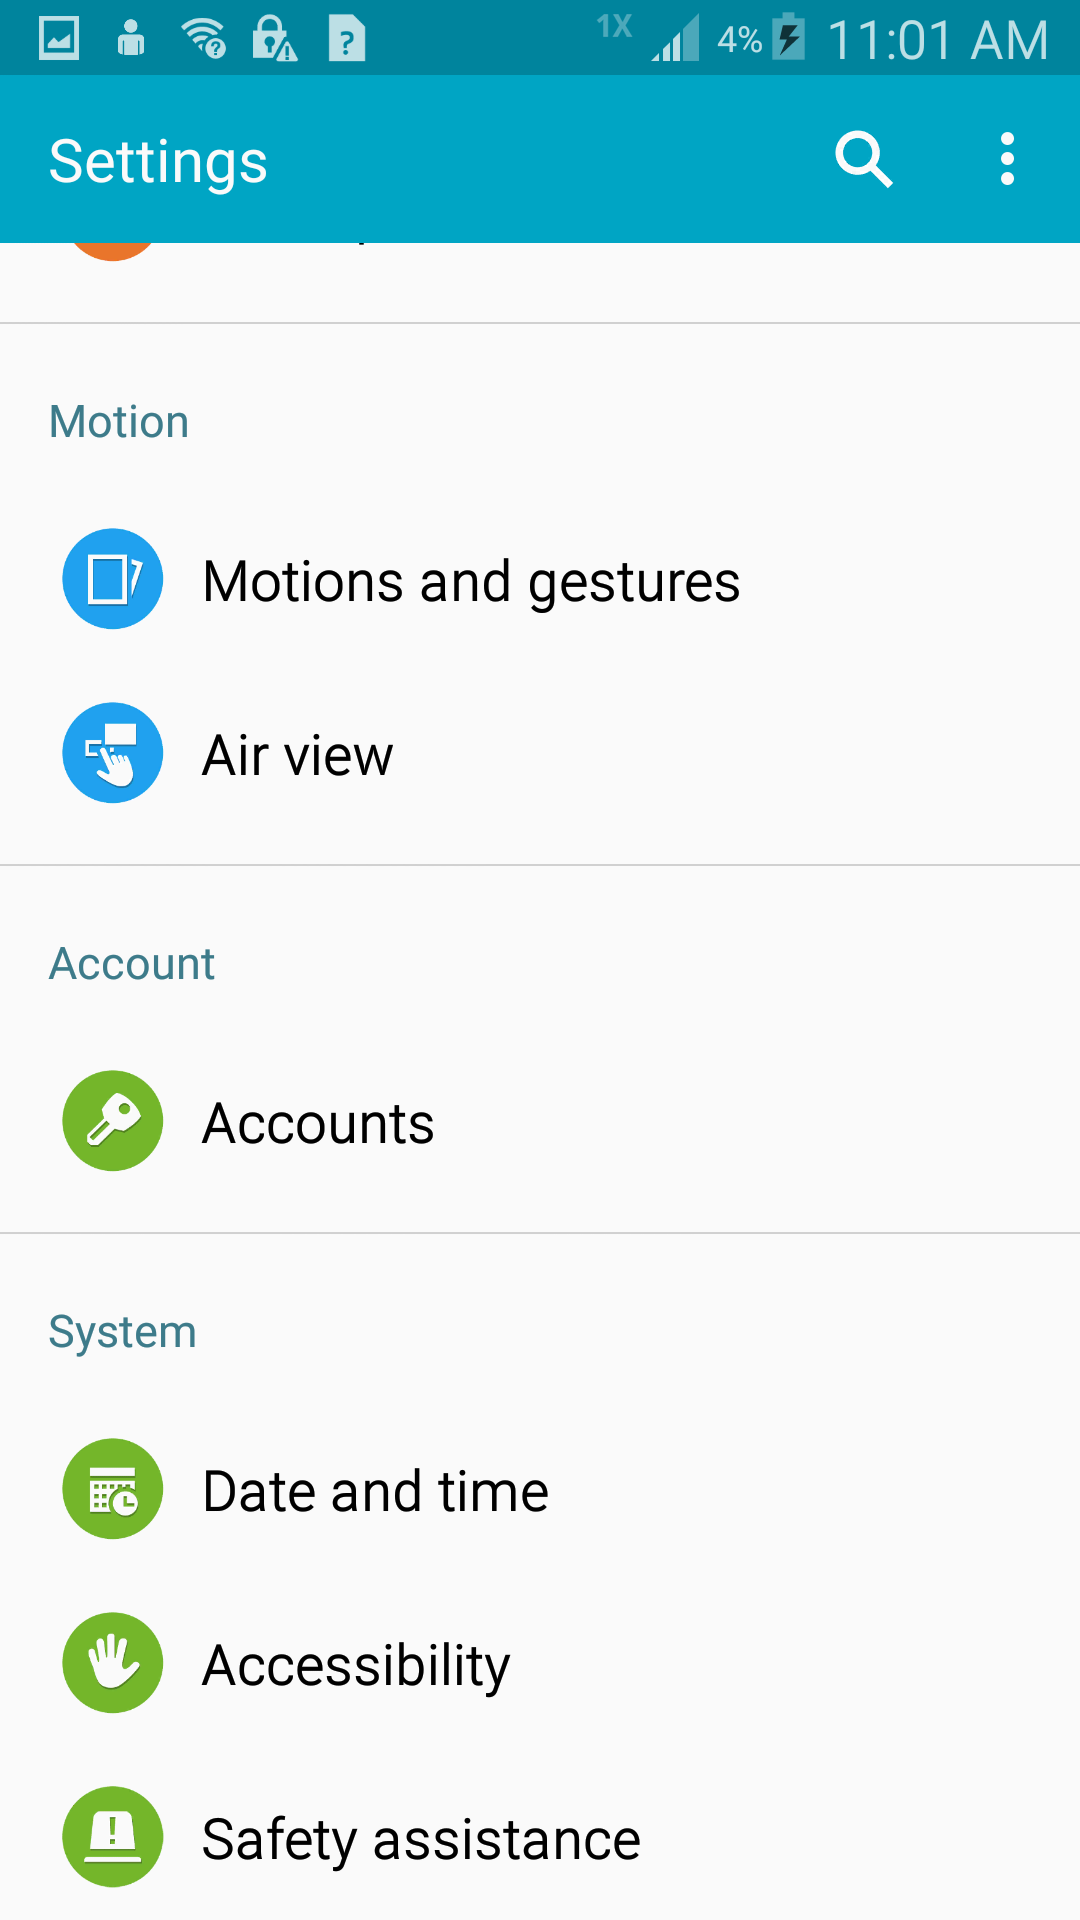 1X 4% 11:01 AM
Settings
Motion
Motions and gestures
Air view
Account
Accounts
System
Date and time
Accessibility
Safety assistance